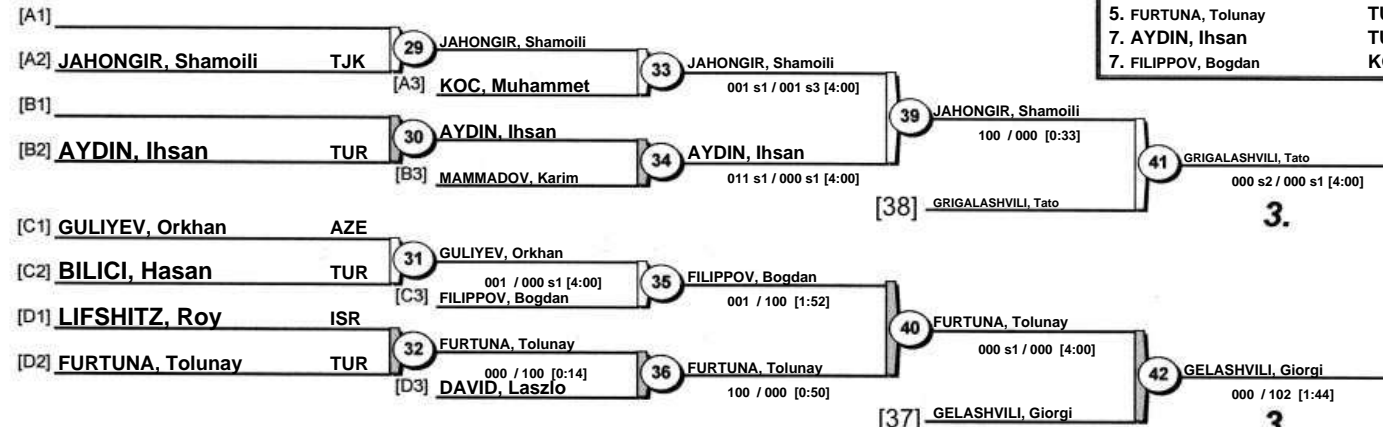 5. FURTUNA, Tolunay
7. AYDIN, Ihsan
7. FILIPPOV, Bogdan
[A1]
[A2] JAHONGIR, Shamoili TJK
29 JAHONGIR, Shamoili
[A3] KOC, Muhammet
33 JAHONGIR, Shamoili
001 s1 / 001 s3 [4:00]
[B1]
[B2] AYDIN, Ihsan TUR
30 AYDIN, Ihsan
[B3] MAMMADOV, Karim
34 AYDIN, Ihsan
011 s1 / 000 s1 [4:00]
39 JAHONGIR, Shamoili
100 / 000 [0:33]
[38] GRIGALASHVILI, Tato
41 GRIGALASHVILI, Tato
000 s2 / 000 s1 [4:00]
3.
[C1] GULIYEV, Orkhan AZE
[C2] BILICI, Hasan TUR
31 GULIYEV, Orkhan
001 / 000 s1 [4:00]
[C3] FILIPPOV, Bogdan
35 FILIPPOV, Bogdan
001 / 100 [1:52]
[D1] LIFSHITZ, Roy ISR
[D2] FURTUNA, Tolunay TUR
32 FURTUNA, Tolunay
000 / 100 [0:14]
[D3] DAVID, Laszlo
36 FURTUNA, Tolunay
100 / 000 [0:50]
40 FURTUNA, Tolunay
000 s1 / 000 [4:00]
[37] GELASHVILI, Giorgi
42 GELASHVILI, Giorgi
000 / 102 [1:44]
3